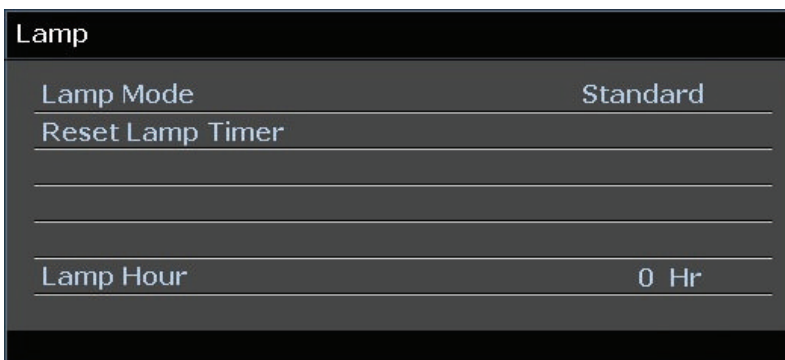 Lamp
Lamp Mode Standard
Reset Lamp Timer
Lamp Hour 0 Hr